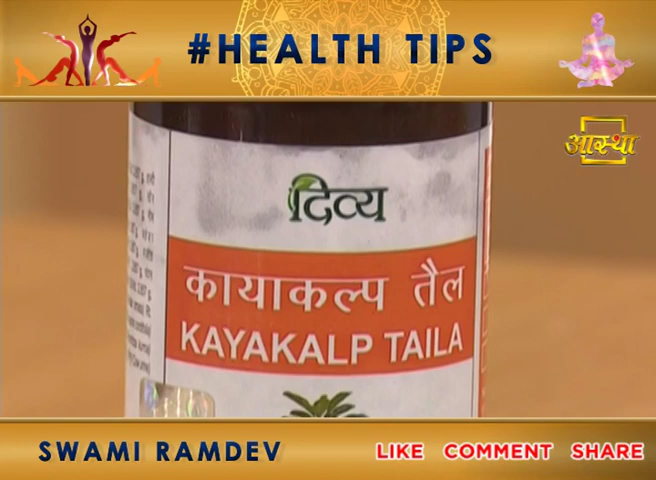 #HEALTH TIPS
आस्था
दिव्य
कायाकल्प तैल
KAYAKALP TAILA
SWAMI RAMDEV
LIKE COMMENT SHARE